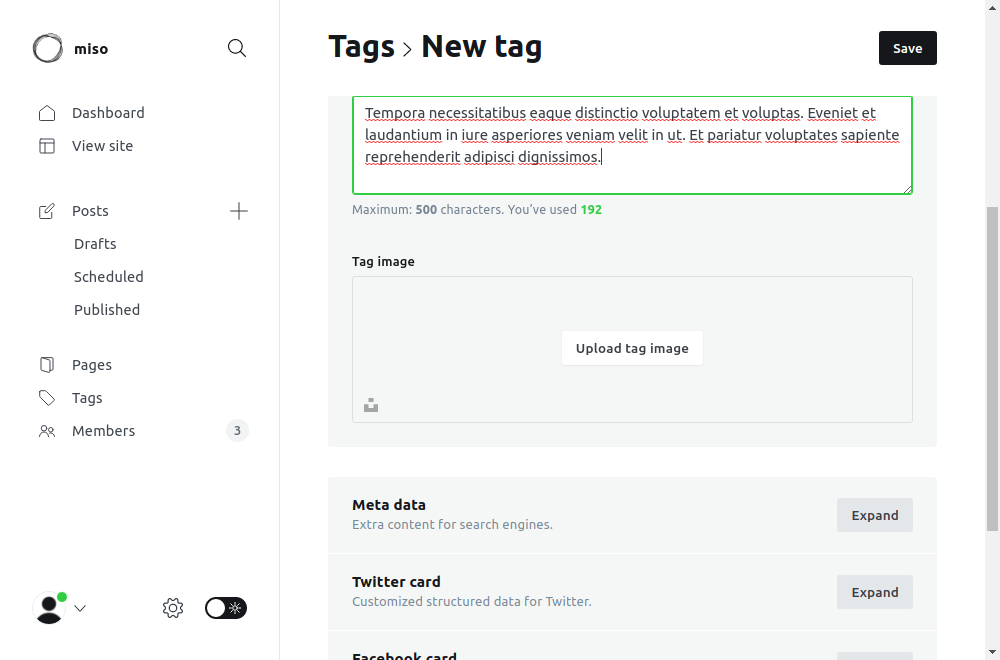 miso
Tags > New tag
Save
Dashboard
View site
Posts
Drafts
Scheduled
Published
Pages
Tags
Members
3
Tempora necessitatibus eaque distinctio voluptatem et voluptas. Eveniet et
laudantium in iure asperiores veniam velit in ut. Et pariatur voluptates sapiente
reprehenderit adipisci dignissimos.
Maximum: 500 characters. You’ve used 192
Tag image
Upload tag image
Meta data
Extra content for search engines.
Expand
Twitter card
Customized structured data for Twitter.
Expand
Facebook card